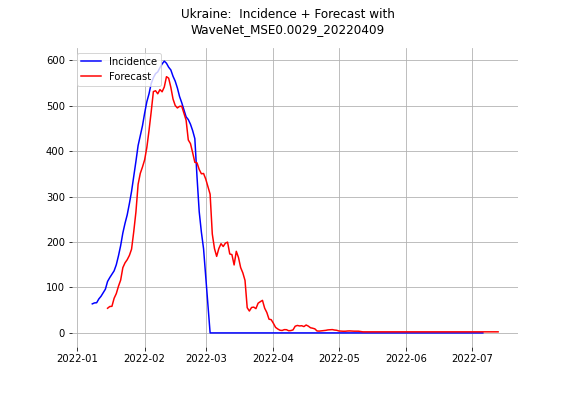 Ukraine:  Incidence + Forecast with
WaveNet_MSE0.0029_20220409
Incidence
Forecast
600
500
400
300
200
100
0
2022-01 2022-02 2022-03 2022-04 2022-05 2022-06 2022-07